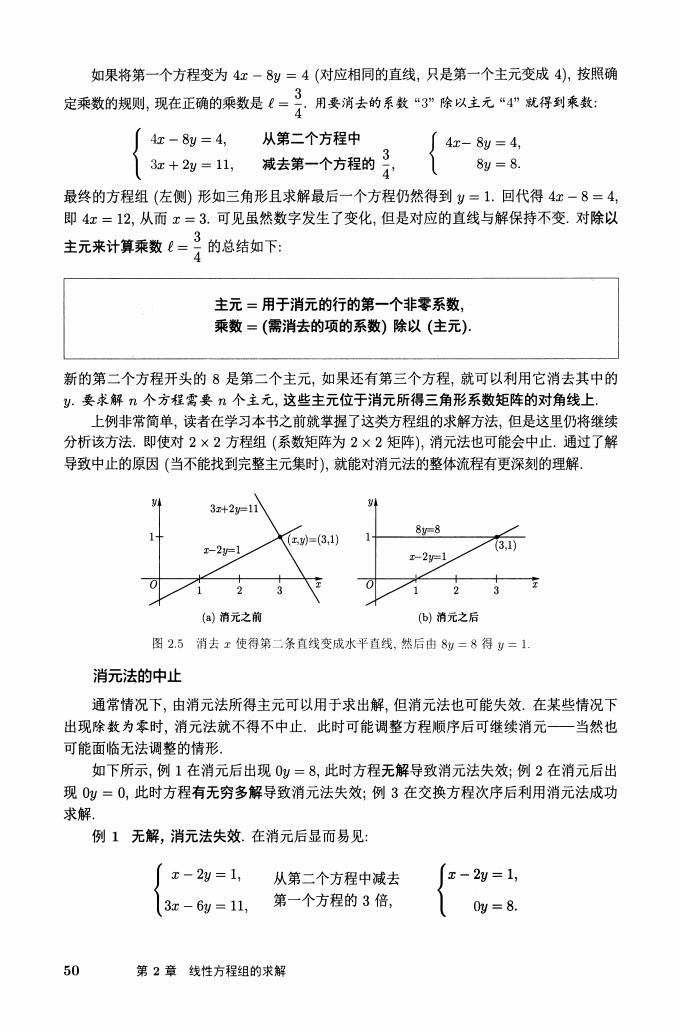 如果将第一个方程变为 4x − 8y = 4 (对应相同的直线, 只是第一个主元变成 4), 按照确
定乘数的规则, 现在正确的乘数是 ℓ = 3/4. 用要消去的系数 “3” 除以主元 “4” 就得到乘数:
4x − 8y = 4, 从第二个方程中 4x− 8y = 4,
3x + 2y = 11, 减去第一个方程的 3/4, 8y = 8.
最终的方程组 (左侧) 形如三角形且求解最后一个方程仍然得到 y = 1. 回代得 4x − 8 = 4,
即 4x = 12, 从而 x = 3. 可见虽然数字发生了变化, 但是对应的直线与解保持不变. 对除以
主元来计算乘数 ℓ = 3/4 的总结如下:
主元 = 用于消元的行的第一个非零系数,
乘数 = (需消去的项的系数) 除以 (主元).
新的第二个方程开头的 8 是第二个主元, 如果还有第三个方程, 就可以利用它消去其中的
y. 要求解 n 个方程需要 n 个主元, 这些主元位于消元所得三角形系数矩阵的对角线上.
上例非常简单, 读者在学习本书之前就掌握了这类方程组的求解方法, 但是这里仍将继续
分析该方法. 即使对 2 × 2 方程组 (系数矩阵为 2 × 2 矩阵), 消元法也可能会中止. 通过了解
导致中止的原因 (当不能找到完整主元集时), 就能对消元法的整体流程有更深刻的理解.
y
3x+2y=11
1
(x,y)=(3,1)
x−2y=1
O 1 2 3 x
(a) 消元之前
y
8y=8
1
(3,1)
x−2y=1
O 1 2 3 x
(b) 消元之后
图 2.5 消去 x 使得第二条直线变成水平直线, 然后由 8y = 8 得 y = 1.
消元法的中止
通常情况下, 由消元法所得主元可以用于求出解, 但消元法也可能失效. 在某些情况下
出现除数为零时, 消元法就不得不中止. 此时可能调整方程顺序后可继续消元——当然也
可能面临无法调整的情形.
如下所示, 例 1 在消元后出现 0y = 8, 此时方程无解导致消元法失效; 例 2 在消元后出
现 0y = 0, 此时方程有无穷多解导致消元法失效; 例 3 在交换方程次序后利用消元法成功
求解.
例 1 无解, 消元法失效. 在消元后显而易见:
x − 2y = 1, 从第二个方程中减去 x − 2y = 1,
3x − 6y = 11, 第一个方程的 3 倍, 0y = 8.
50 第 2 章 线性方程组的求解